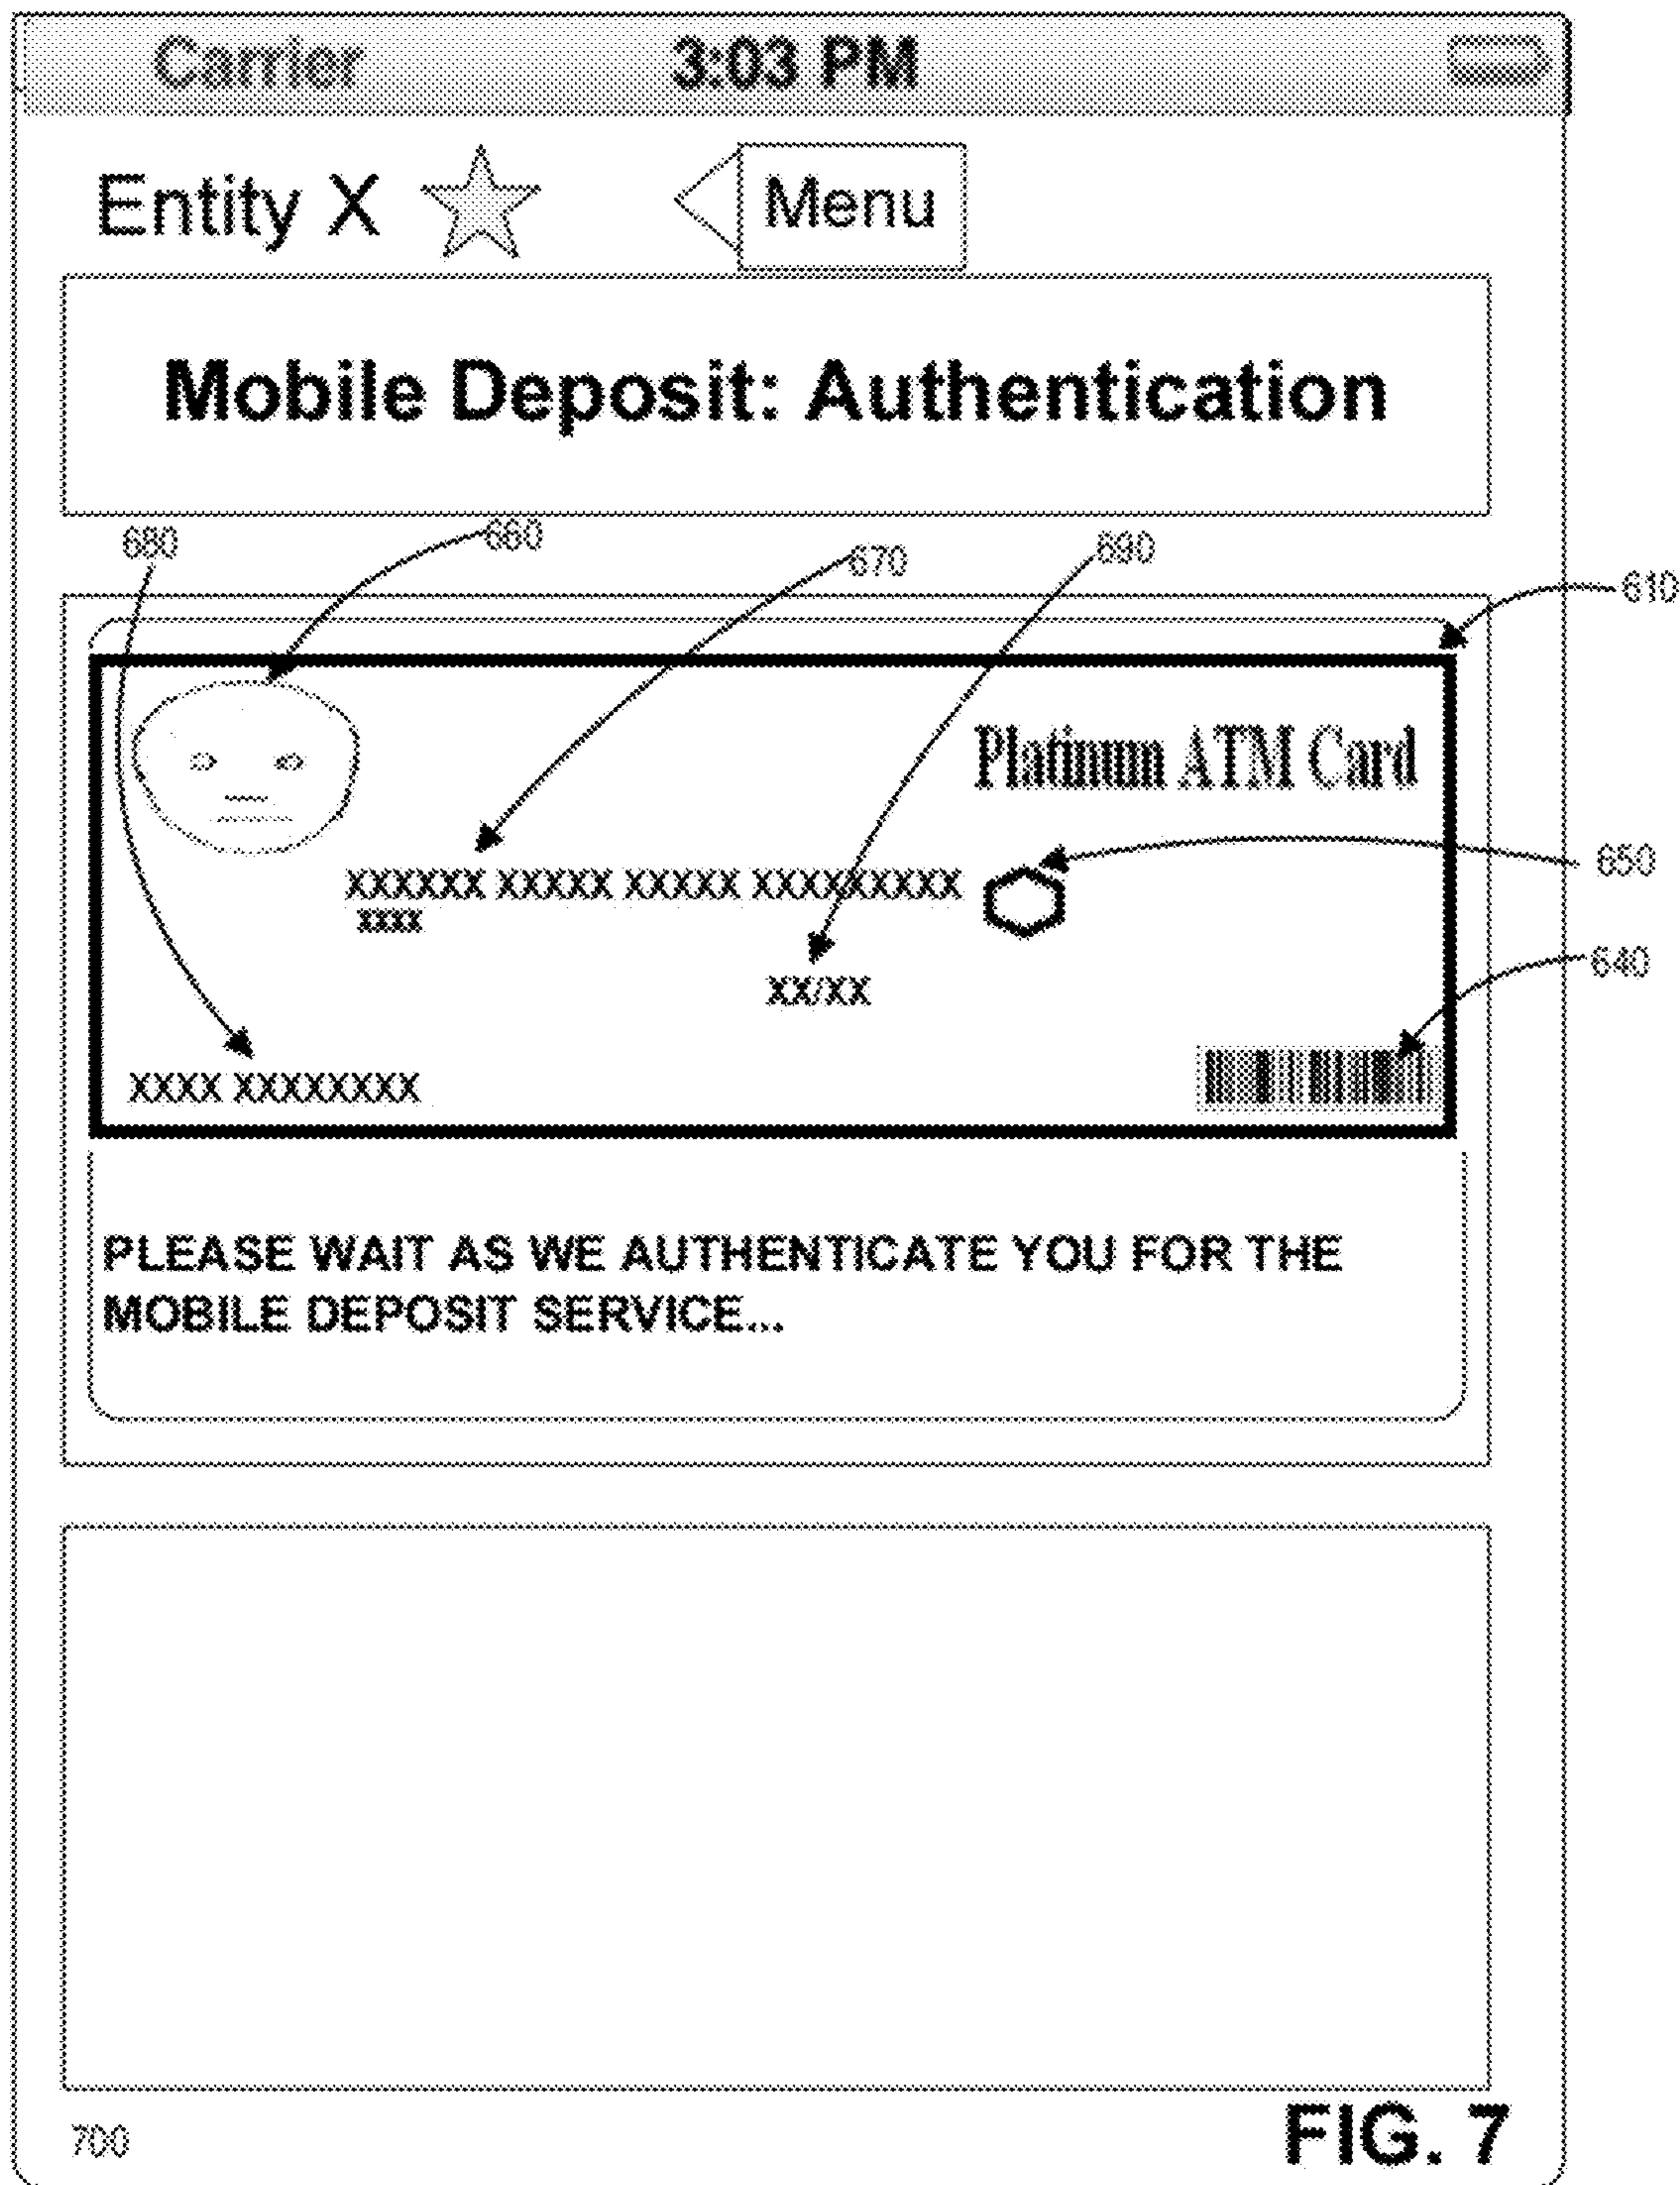 Carrier 3:03 PM
Entity X Menu
Mobile Deposit: Authentication
680 660 670 690 610
Platinum ATM Card
XXXXXX XXXXX XXXXX XXXXXXXXX
650
XXXX
640
XX/XX
XXXX XXXXXXXX
PLEASE WAIT AS WE AUTHENTICATE YOU FOR THE
MOBILE DEPOSIT SERVICE...
700
FIG. 7